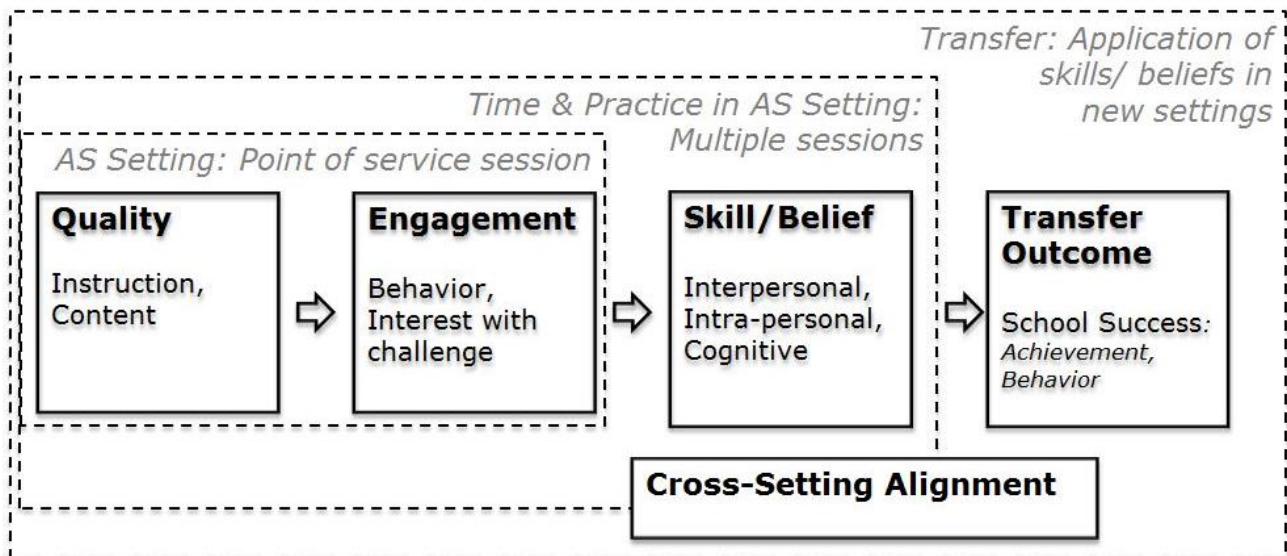 Transfer: Application of
skills/ beliefs in
new settings
Time & Practice in AS Setting:
Multiple sessions
AS Setting: Point of service session
Quality
Instruction,
Content
Engagement
Behavior,
Interest with
challenge
Skill/Belief
Interpersonal,
Intra-personal,
Cognitive
Transfer
Outcome
School Success:
Achievement,
Behavior
Cross-Setting Alignment